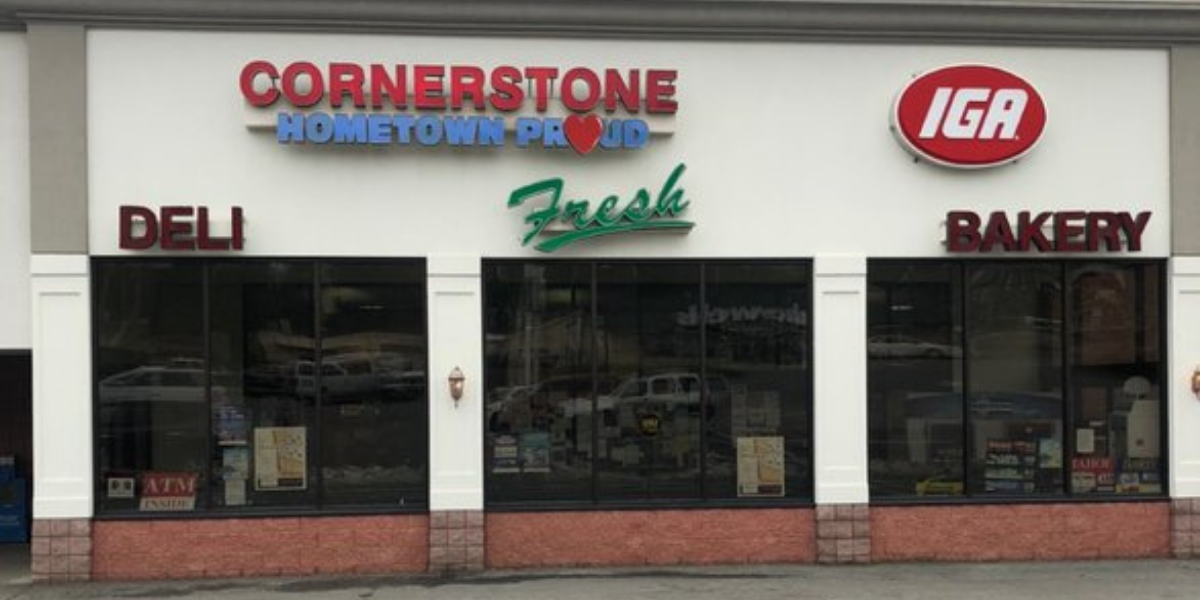 CORNERSTONE
HOMETOWN PROUD
IGA
Fresh
DELI
BAKERY
ATM
INSIDE